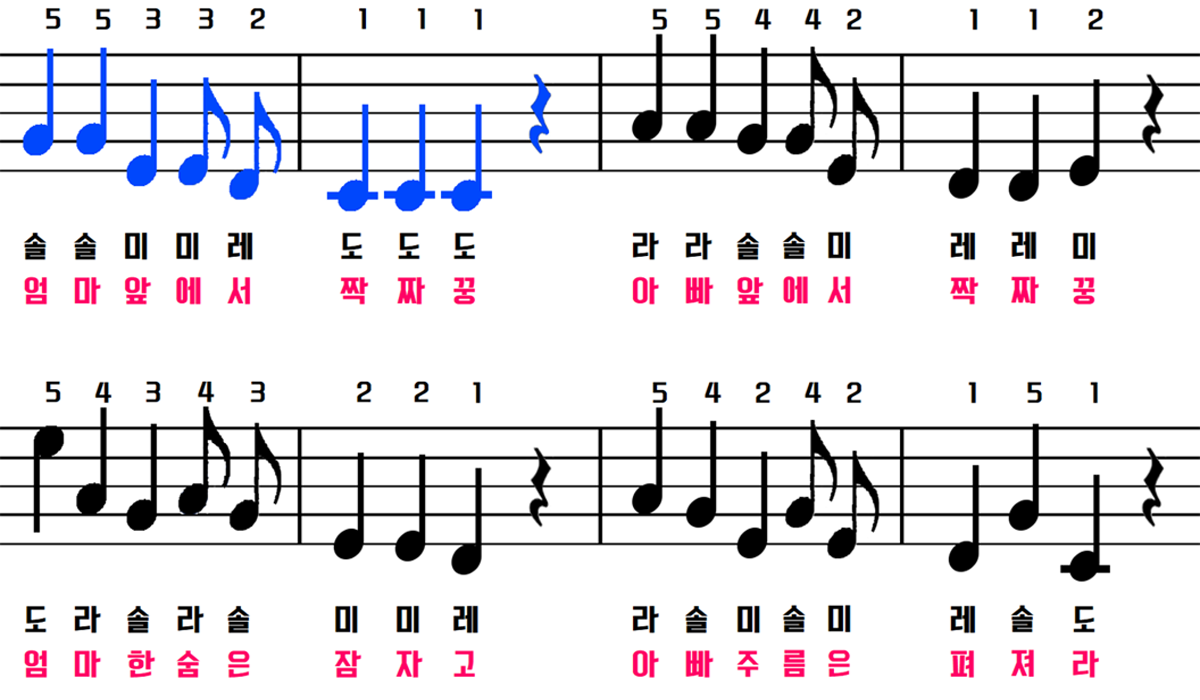 5 5 3 3 2 1 1 1 5 5 4 4 2 1 1 2
솔 솔 미 미 레 도 도 도 라 라 솔 솔 미 레 레 미
엄 마 앞 에 서 짝 짜 꿍 아 빠 앞 에 서 짝 짜 꿍
5 4 3 4 3 2 2 1 5 4 2 4 2 1 5 1
도 라 솔 라 솔 미 미 레 라 솔 미 솔 미 레 솔 도
엄 마 한 숨 은 잠 자 고 아 빠 주 름 은 펴 져 라